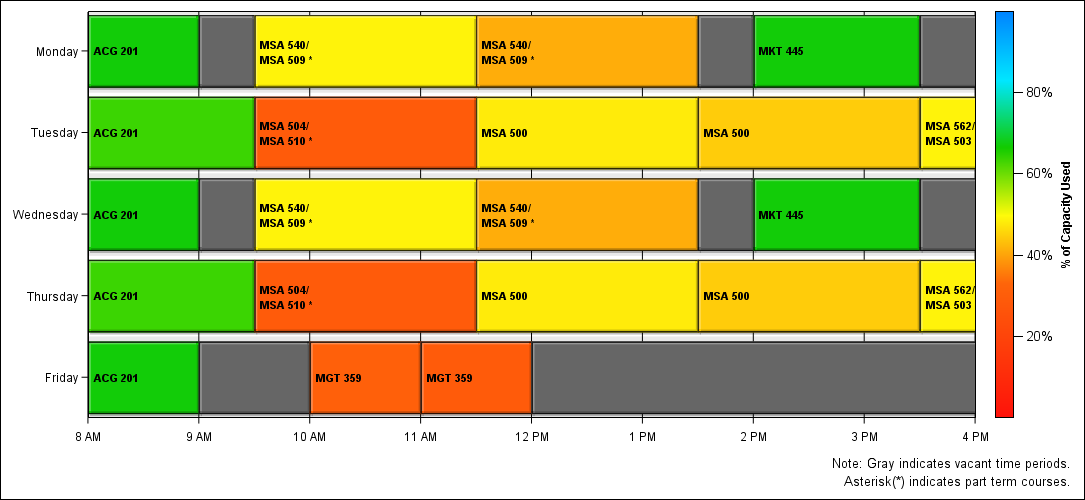 Monday
ACG 201
MSA 540/
MSA 509 *
MSA 540/
MSA 509 *
MKT 445
Tuesday
ACG 201
MSA 504/
MSA 510 *
MSA 500
MSA 500
MSA 562/
MSA 503
Wednesday
ACG 201
MSA 540/
MSA 509 *
MSA 540/
MSA 509 *
MKT 445
Thursday
ACG 201
MSA 504/
MSA 510 *
MSA 500
MSA 500
MSA 562/
MSA 503
Friday
ACG 201
MGT 359
MGT 359
8 AM
9 AM
10 AM
11 AM
12 PM
1 PM
2 PM
3 PM
4 PM
80%
60%
40%
20%
% of Capacity Used
Note: Gray indicates vacant time periods.
Asterisk(*) indicates part term courses.